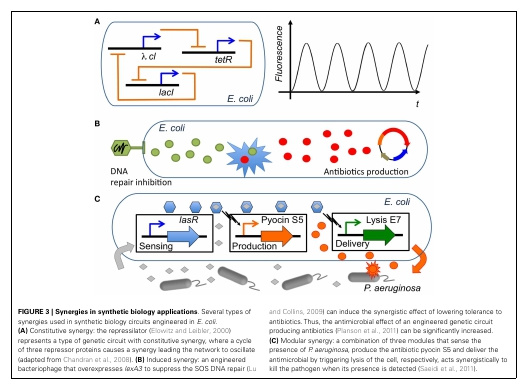 A
λ cI
tetR
lacI
E. coli
Fluorescence
t
B
E. coli
DNA
repair inhibition
Antibiotics production
C
E. coli
lasR
Sensing
Pyocin S5
Production
Lysis E7
Delivery
P. aeruginosa
FIGURE 3 | Synergies in synthetic biology applications. Several types of
synergies used in synthetic biology circuits engineered in E. coli.
(A) Constitutive synergy: the repressilator (Elowitz and Leibler, 2000)
represents a type of genetic circuit with constitutive synergy, where a cycle
of three repressor proteins causes a synergy leading the network to oscillate
(adapted from Chandran et al., 2008). (B) Induced synergy: an engineered
bacteriophage that overexpresses lexA3 to suppress the SOS DNA repair (Lu
and Collins, 2009) can induce the synergistic effect of lowering tolerance to
antibiotics. Thus, the antimicrobial effect of an engineered genetic circuit
producing antibiotics (Planson et al., 2011) can be significantly increased.
(C) Modular synergy: a combination of three modules that sense the
presence of P. aeruginosa, produce the antibiotic pyocin S5 and deliver the
antimicrobial by triggering lysis of the cell, respectively, acts synergistically to
kill the pathogen when its presence is detected (Saeidi et al., 2011).